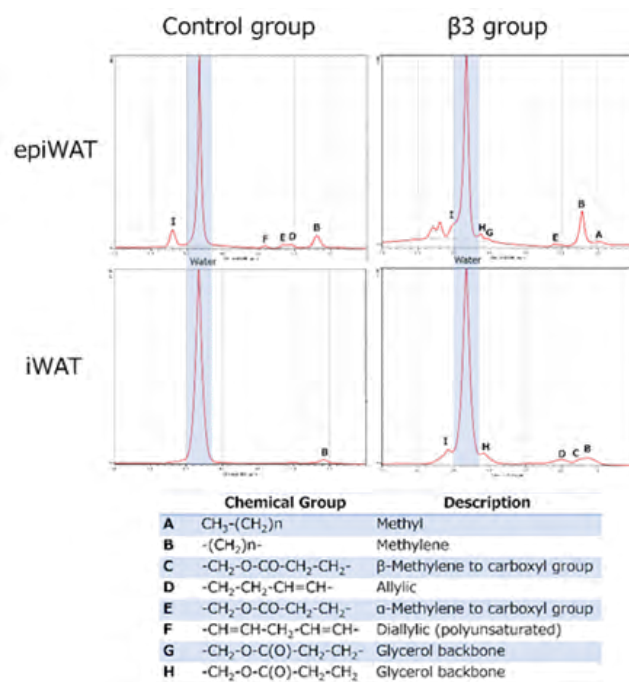 Control group β3 group
epiWAT
I F E D B
I H G E B A
Water Water
iWAT
B
I H D C B
Chemical Group Description
A CH3-(CH2)n Methyl
B -(CH2)n- Methylene
C -CH2-O-CO-CH2-CH2- β-Methylene to carboxyl group
D -CH2-CH2-CH=CH- Allylic
E -CH2-O-CO-CH2-CH2- α-Methylene to carboxyl group
F -CH=CH-CH2-CH=CH- Diallylic (polyunsaturated)
G -CH2-O-C(O)-CH2-CH2- Glycerol backbone
H -CH2-O-C(O)-CH2-CH2 Glycerol backbone